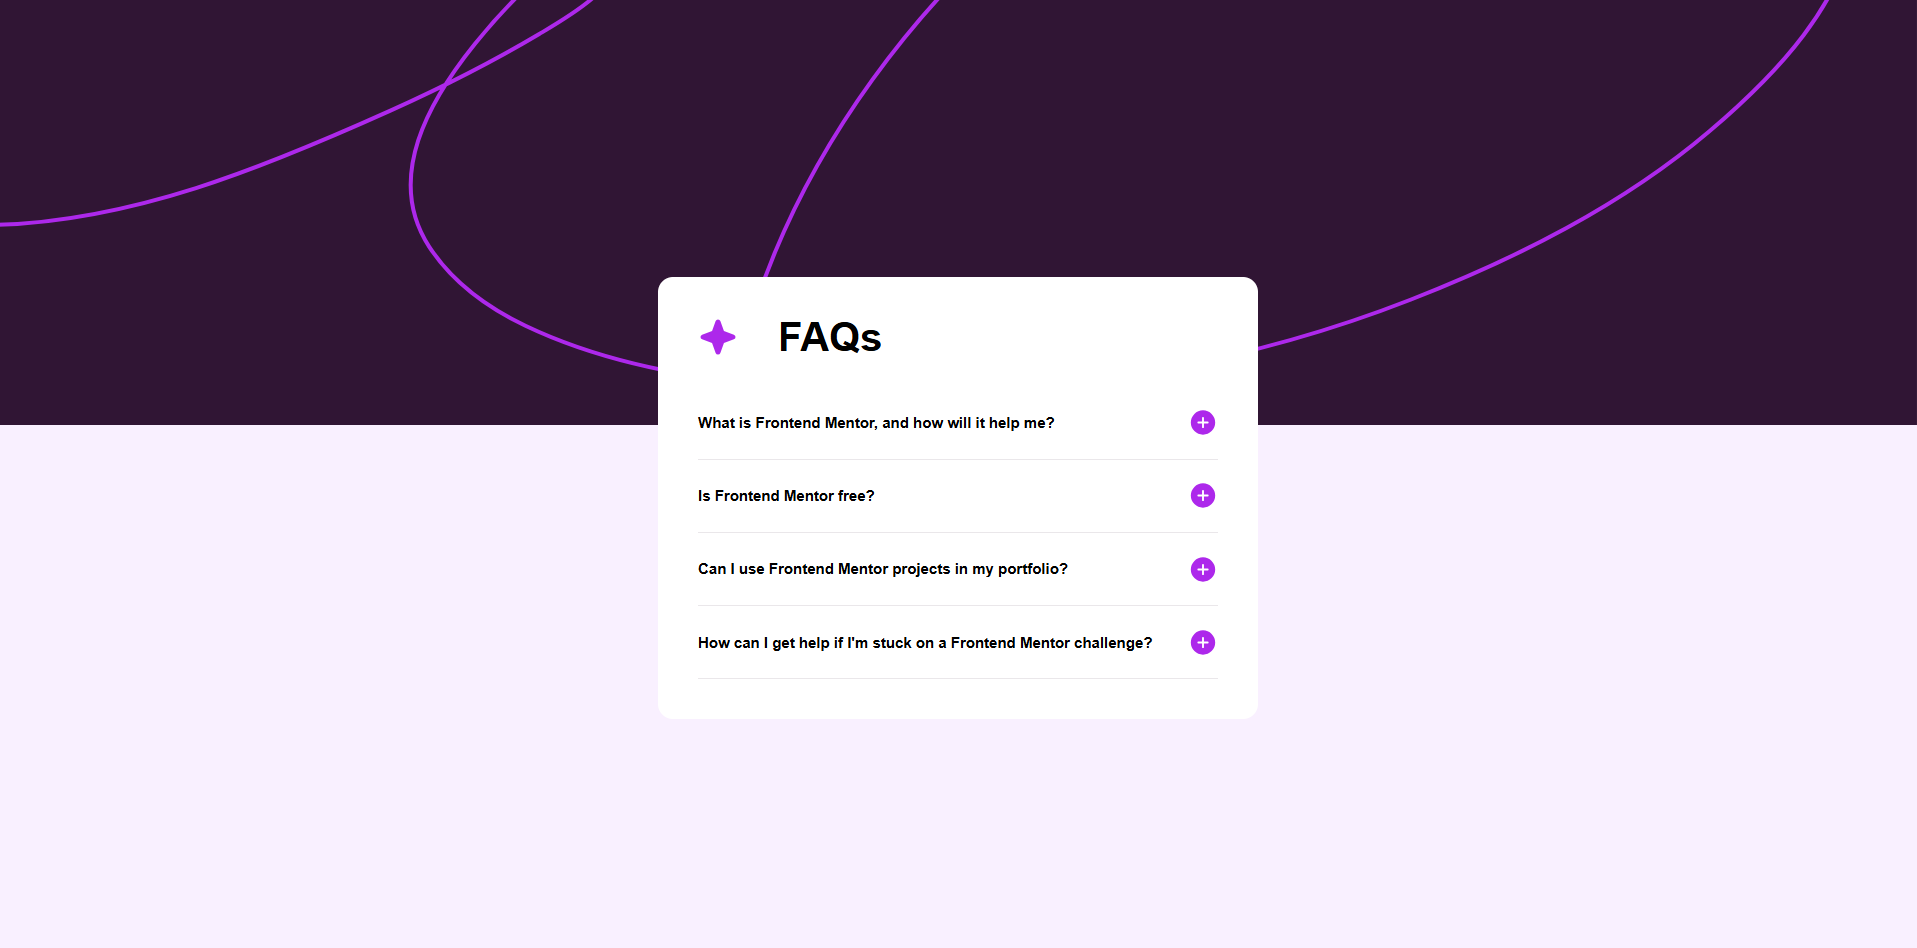 FAQs
What is Frontend Mentor, and how will it help me?
Is Frontend Mentor free?
Can I use Frontend Mentor projects in my portfolio?
How can I get help if I'm stuck on a Frontend Mentor challenge?